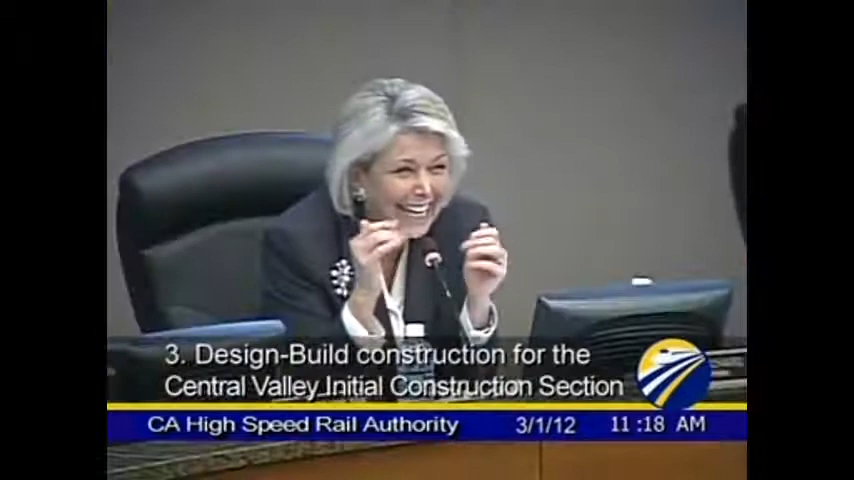 3. Design-Build construction for the
Central Valley Initial Construction Section
CA High Speed Rail Authority 3/1/12 11:18 AM